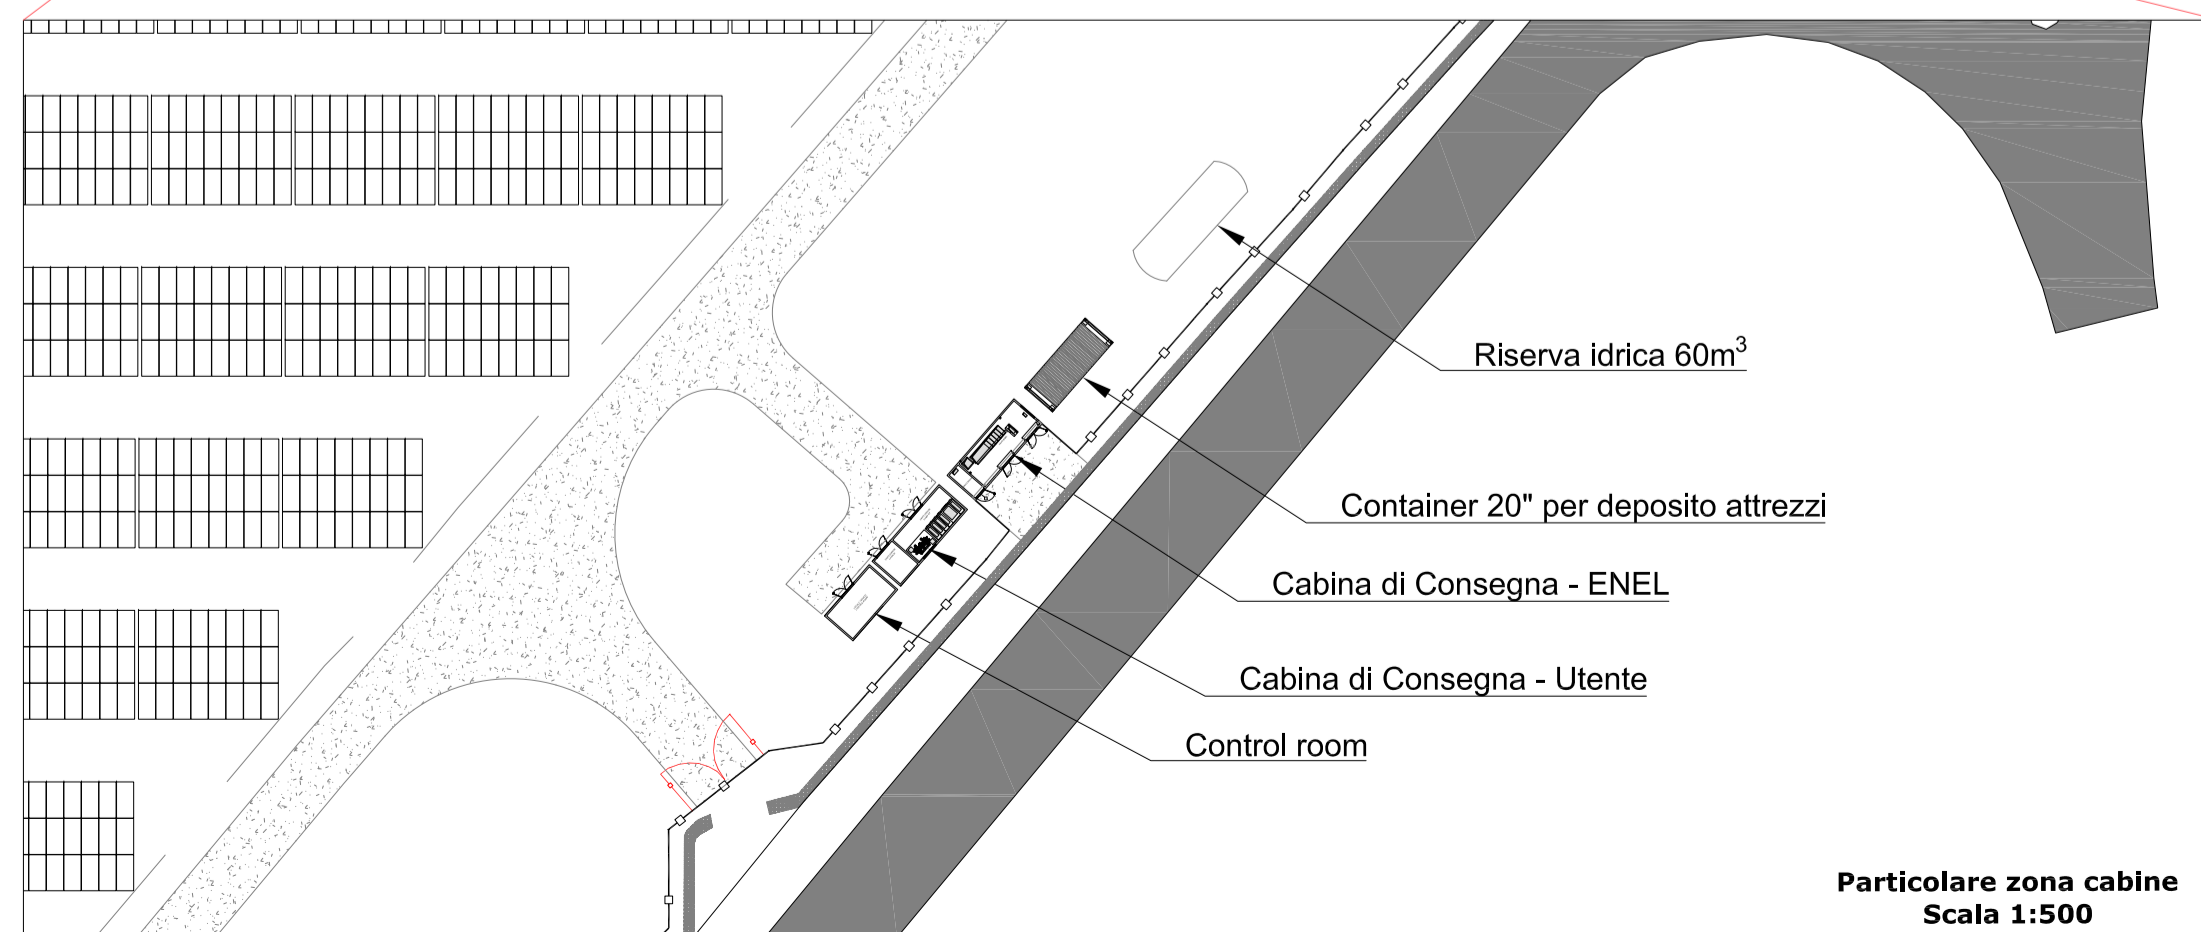 Riserva idrica 60m³
Container 20" per deposito attrezzi
Cabina di Consegna - ENEL
Cabina di Consegna - Utente
Control room
Particolare zona cabine
Scala 1:500